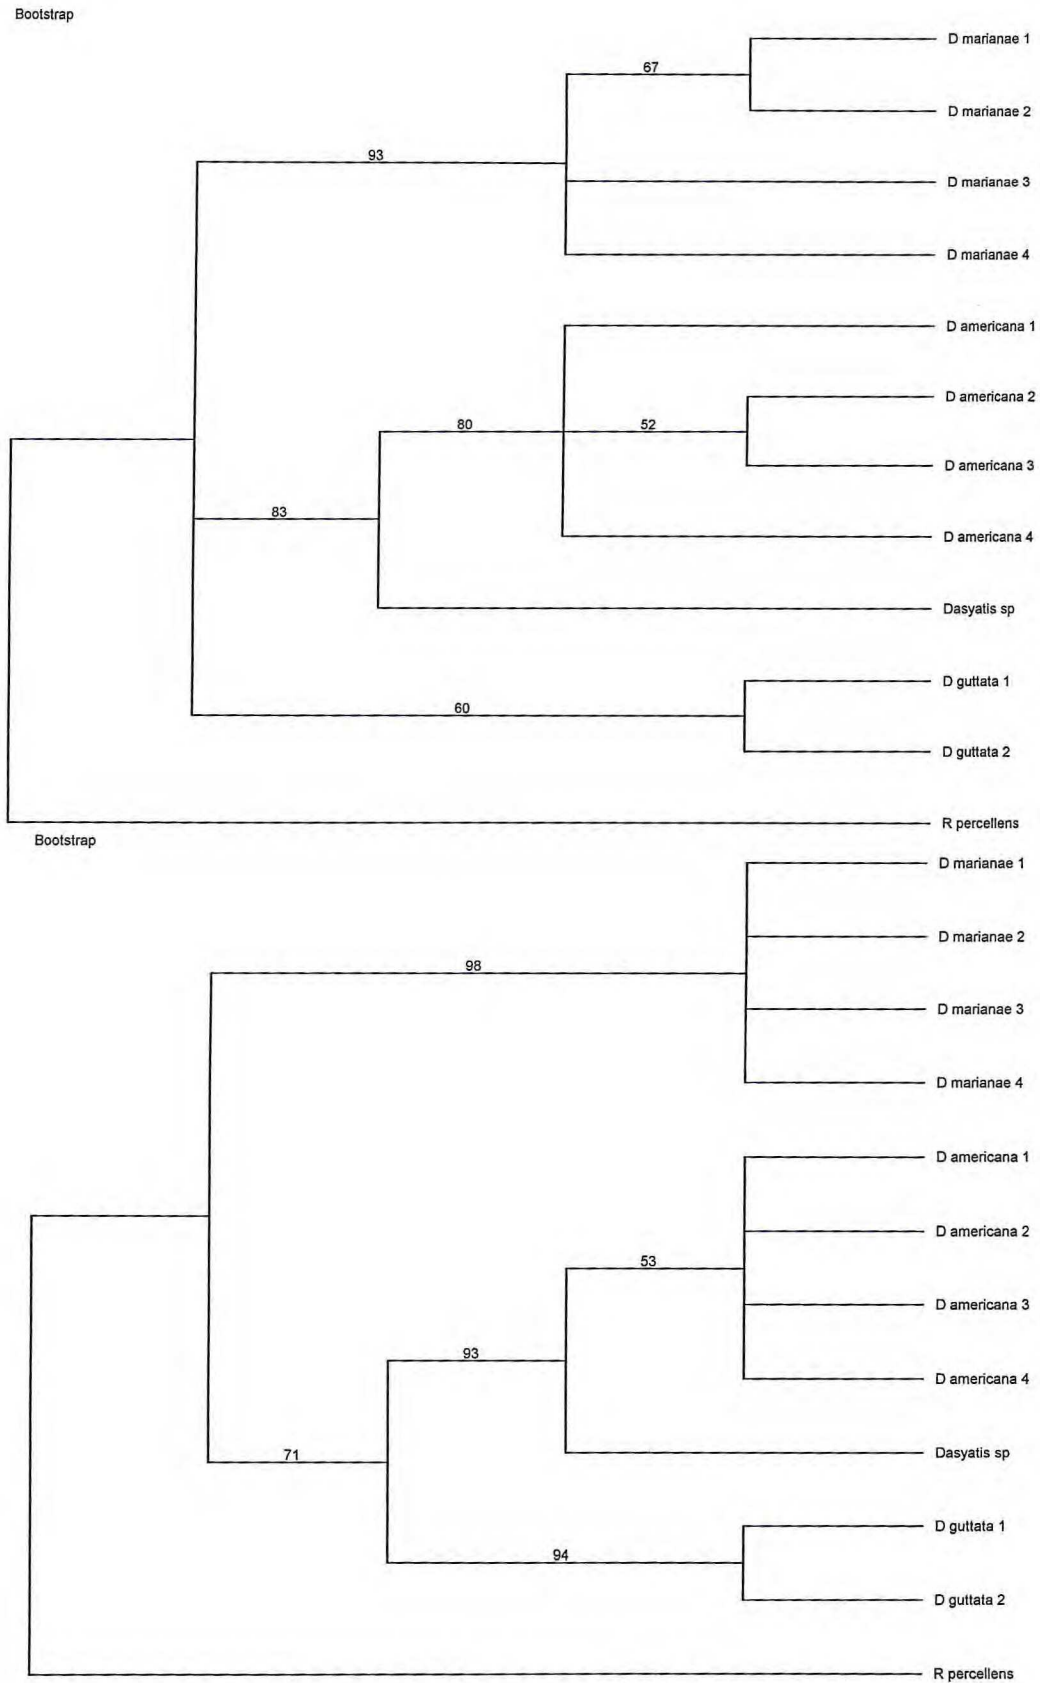 Bootstrap
D marianae 1
67
D marianae 2
93
D marianae 3
D marianae 4
D americana 1
D americana 2
80
52
D americana 3
83
D americana 4
Dasyatis sp
D guttata 1
60
D guttata 2
R percellens
Bootstrap
D marianae 1
D marianae 2
98
D marianae 3
D marianae 4
D americana 1
D americana 2
53
D americana 3
93
D americana 4
71
Dasyatis sp
D guttata 1
94
D guttata 2
R percellens